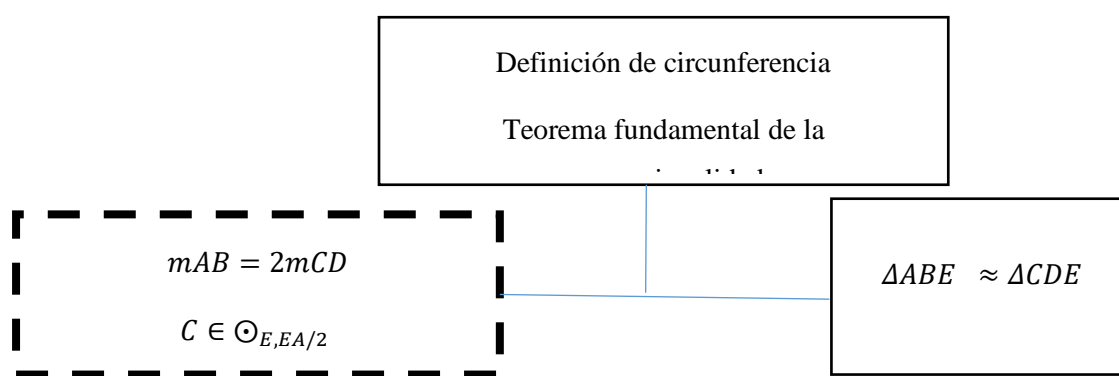 Definición de circunferencia
Teorema fundamental de la
mAB = 2mCD
C ∈ ⊙E,EA/2
ΔABE ≈ ΔCDE